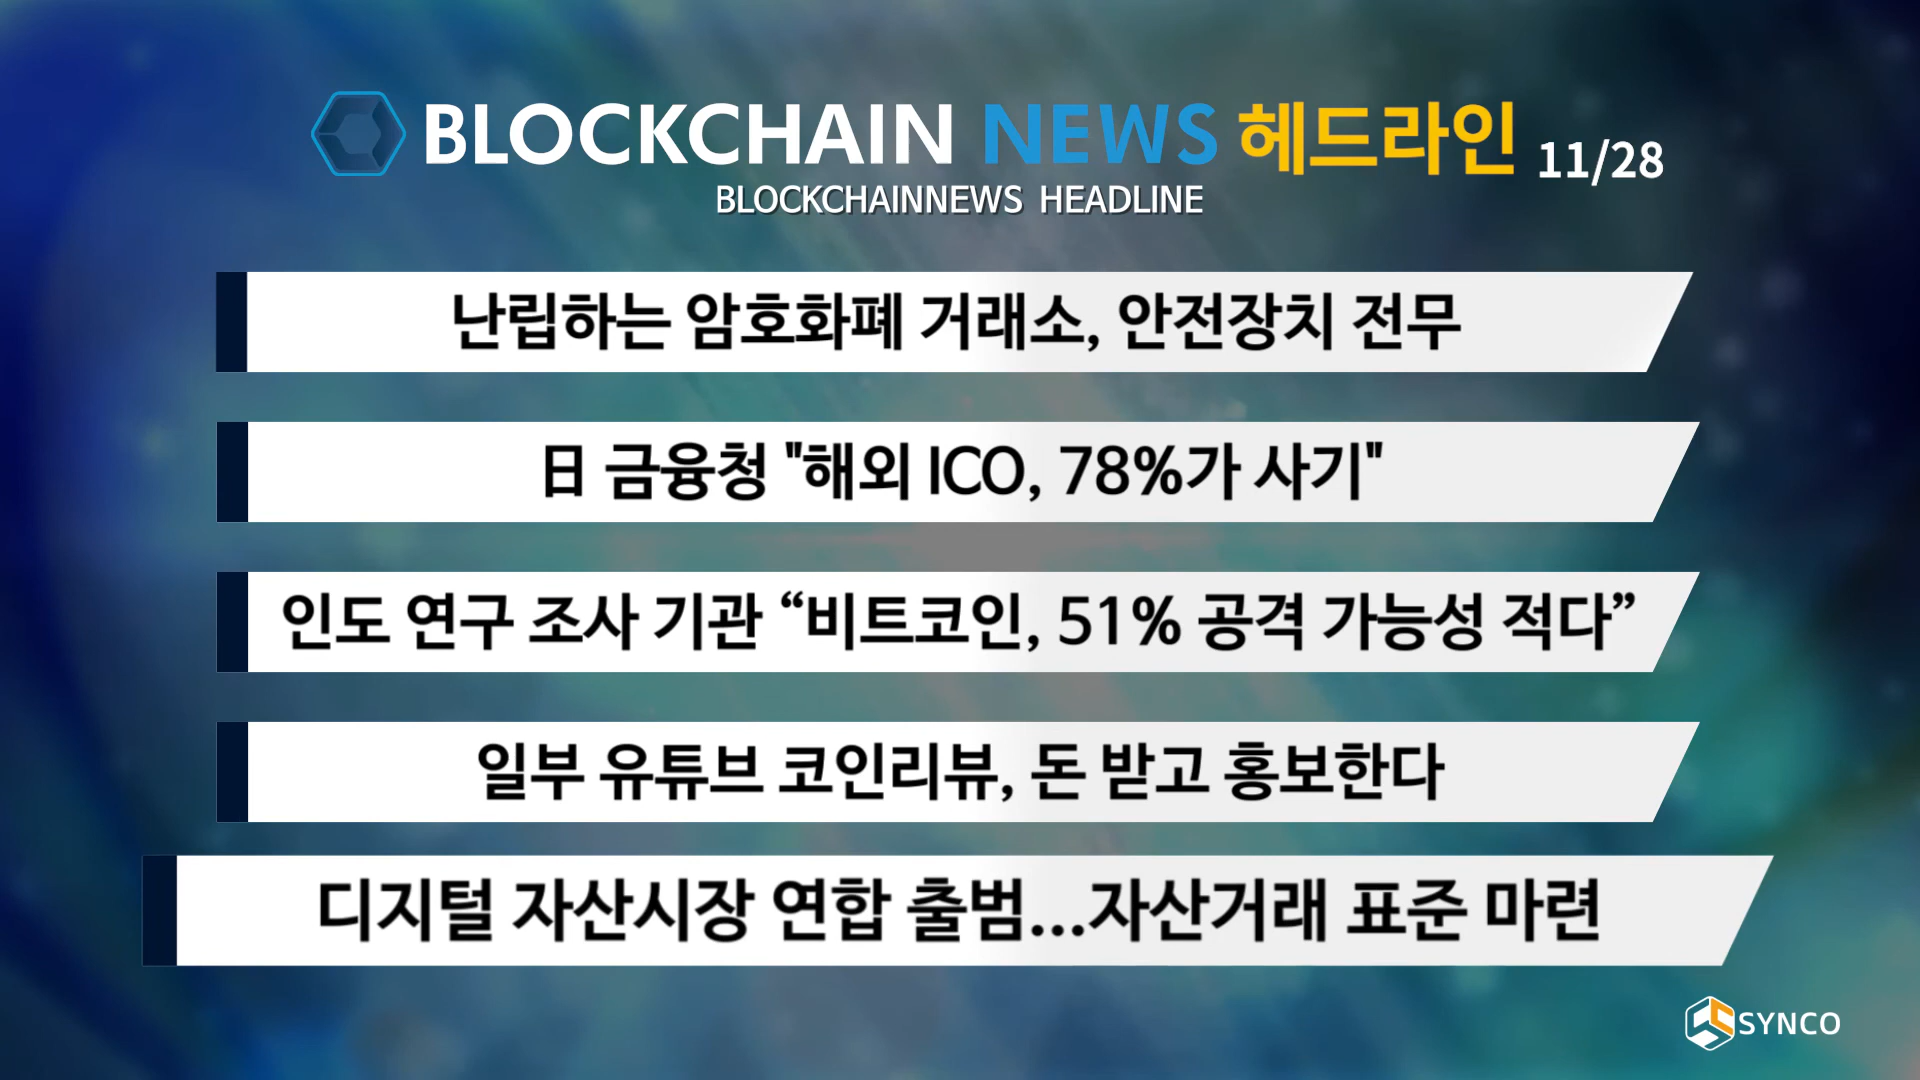 BLOCKCHAIN NEWS 헤드라인 11/28
BLOCKCHAINNEWS HEADLINE
난립하는 암호화폐 거래소, 안전장치 전무
日 금융청 "해외 ICO, 78%가 사기"
인도 연구 조사 기관 “비트코인, 51% 공격 가능성 적다”
일부 유튜브 코인리뷰, 돈 받고 홍보한다
디지털 자산시장 연합 출범...자산거래 표준 마련
SYNCO